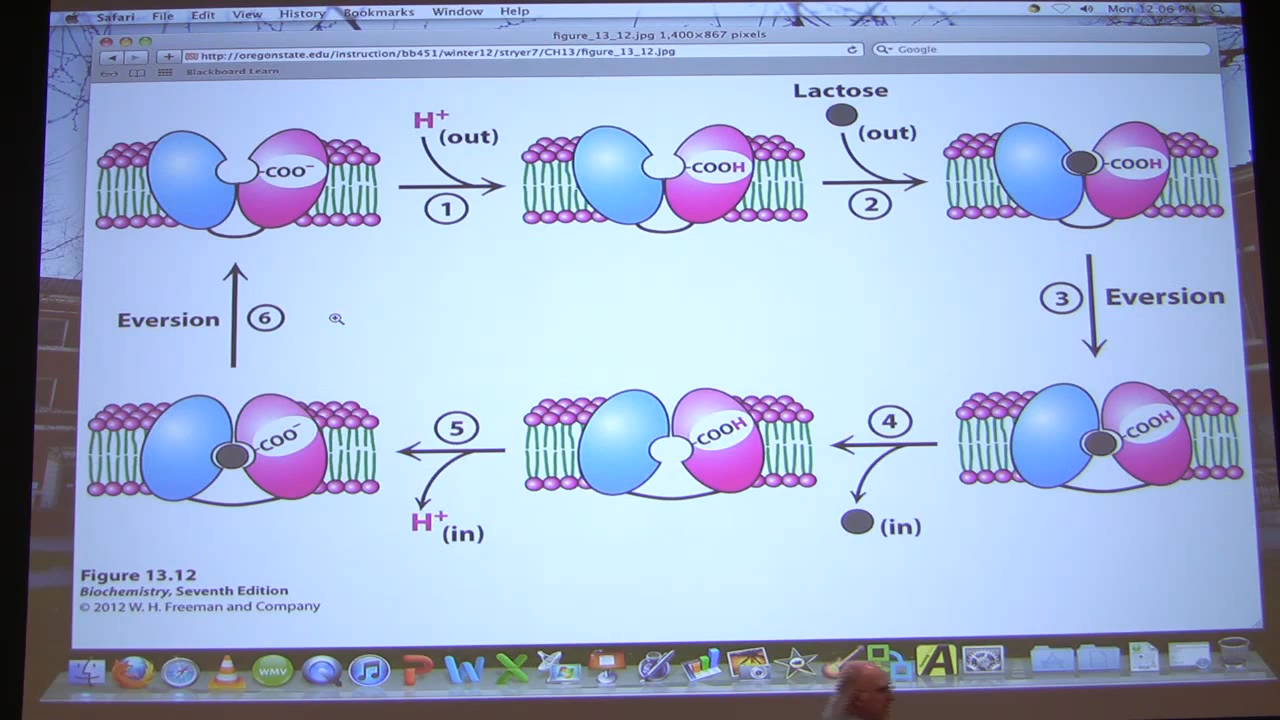 Safari File Edit View History Bookmarks Window Help Mon 12:06 PM
figure_13_12.jpg 1,400×867 pixels
http://oregonstate.edu/instruction/bb451/winter12/stryer7/CH13/figure_13_12.jpg
Google
Blackboard Learn
H+ (out)
Lactose
(out)
-COO–
-COOH
-COOH
1
2
3
Eversion
Eversion
6
-COO–
-COOH
-COOH
5
4
H+ (in)
(in)
Figure 13.12
Biochemistry, Seventh Edition
© 2012 W. H. Freeman and Company
WMV
P
W
X
A